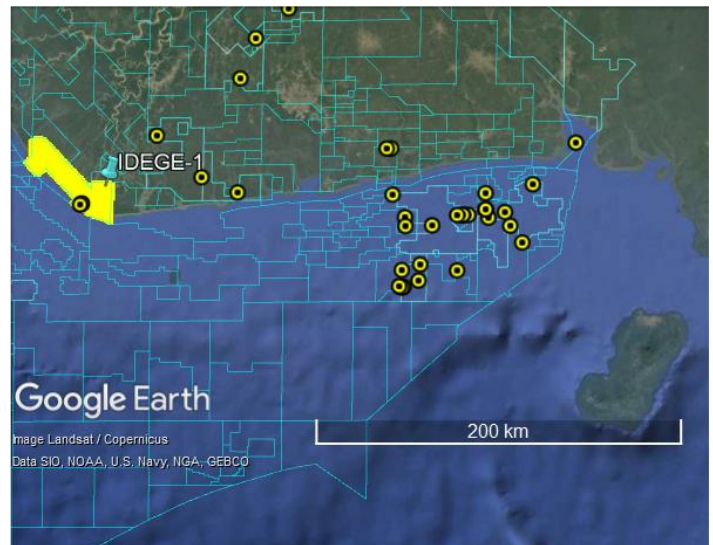 IDEGE-1
Google Earth
200 km
Image Landsat / Copernicus
Data SIO, NOAA, U.S. Navy, NGA, GEBCO